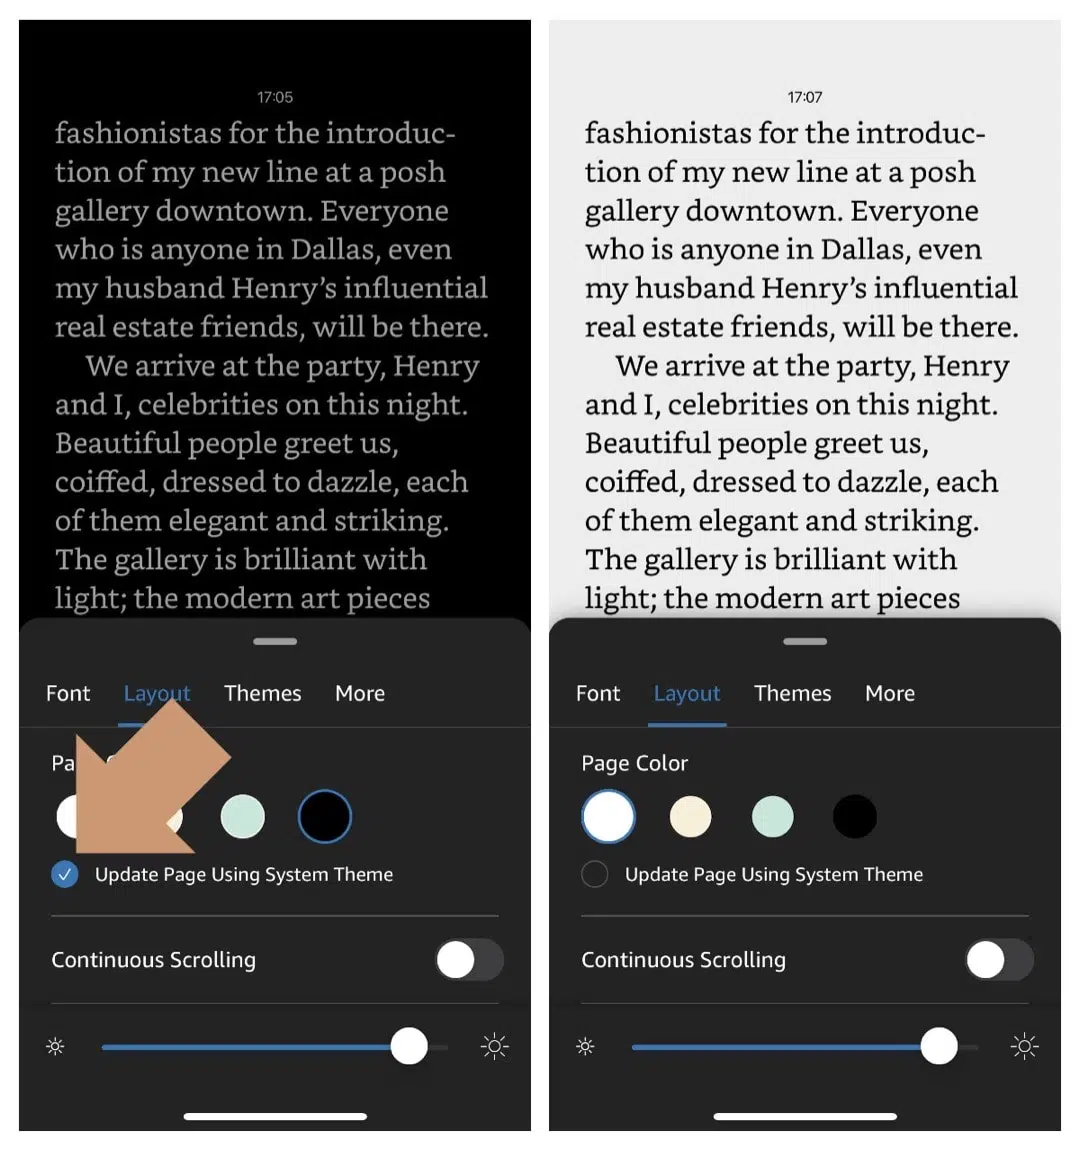 17:05
fashionistas for the introduc-
tion of my new line at a posh
gallery downtown. Everyone
who is anyone in Dallas, even
my husband Henry’s influential
real estate friends, will be there.
We arrive at the party, Henry
and I, celebrities on this night.
Beautiful people greet us,
coiffed, dressed to dazzle, each
of them elegant and striking.
The gallery is brilliant with
light; the modern art pieces
Font Layout Themes More
Update Page Using System Theme
Continuous Scrolling
17:07
fashionistas for the introduc-
tion of my new line at a posh
gallery downtown. Everyone
who is anyone in Dallas, even
my husband Henry’s influential
real estate friends, will be there.
We arrive at the party, Henry
and I, celebrities on this night.
Beautiful people greet us,
coiffed, dressed to dazzle, each
of them elegant and striking.
The gallery is brilliant with
light; the modern art pieces
Font Layout Themes More
Page Color
Update Page Using System Theme
Continuous Scrolling